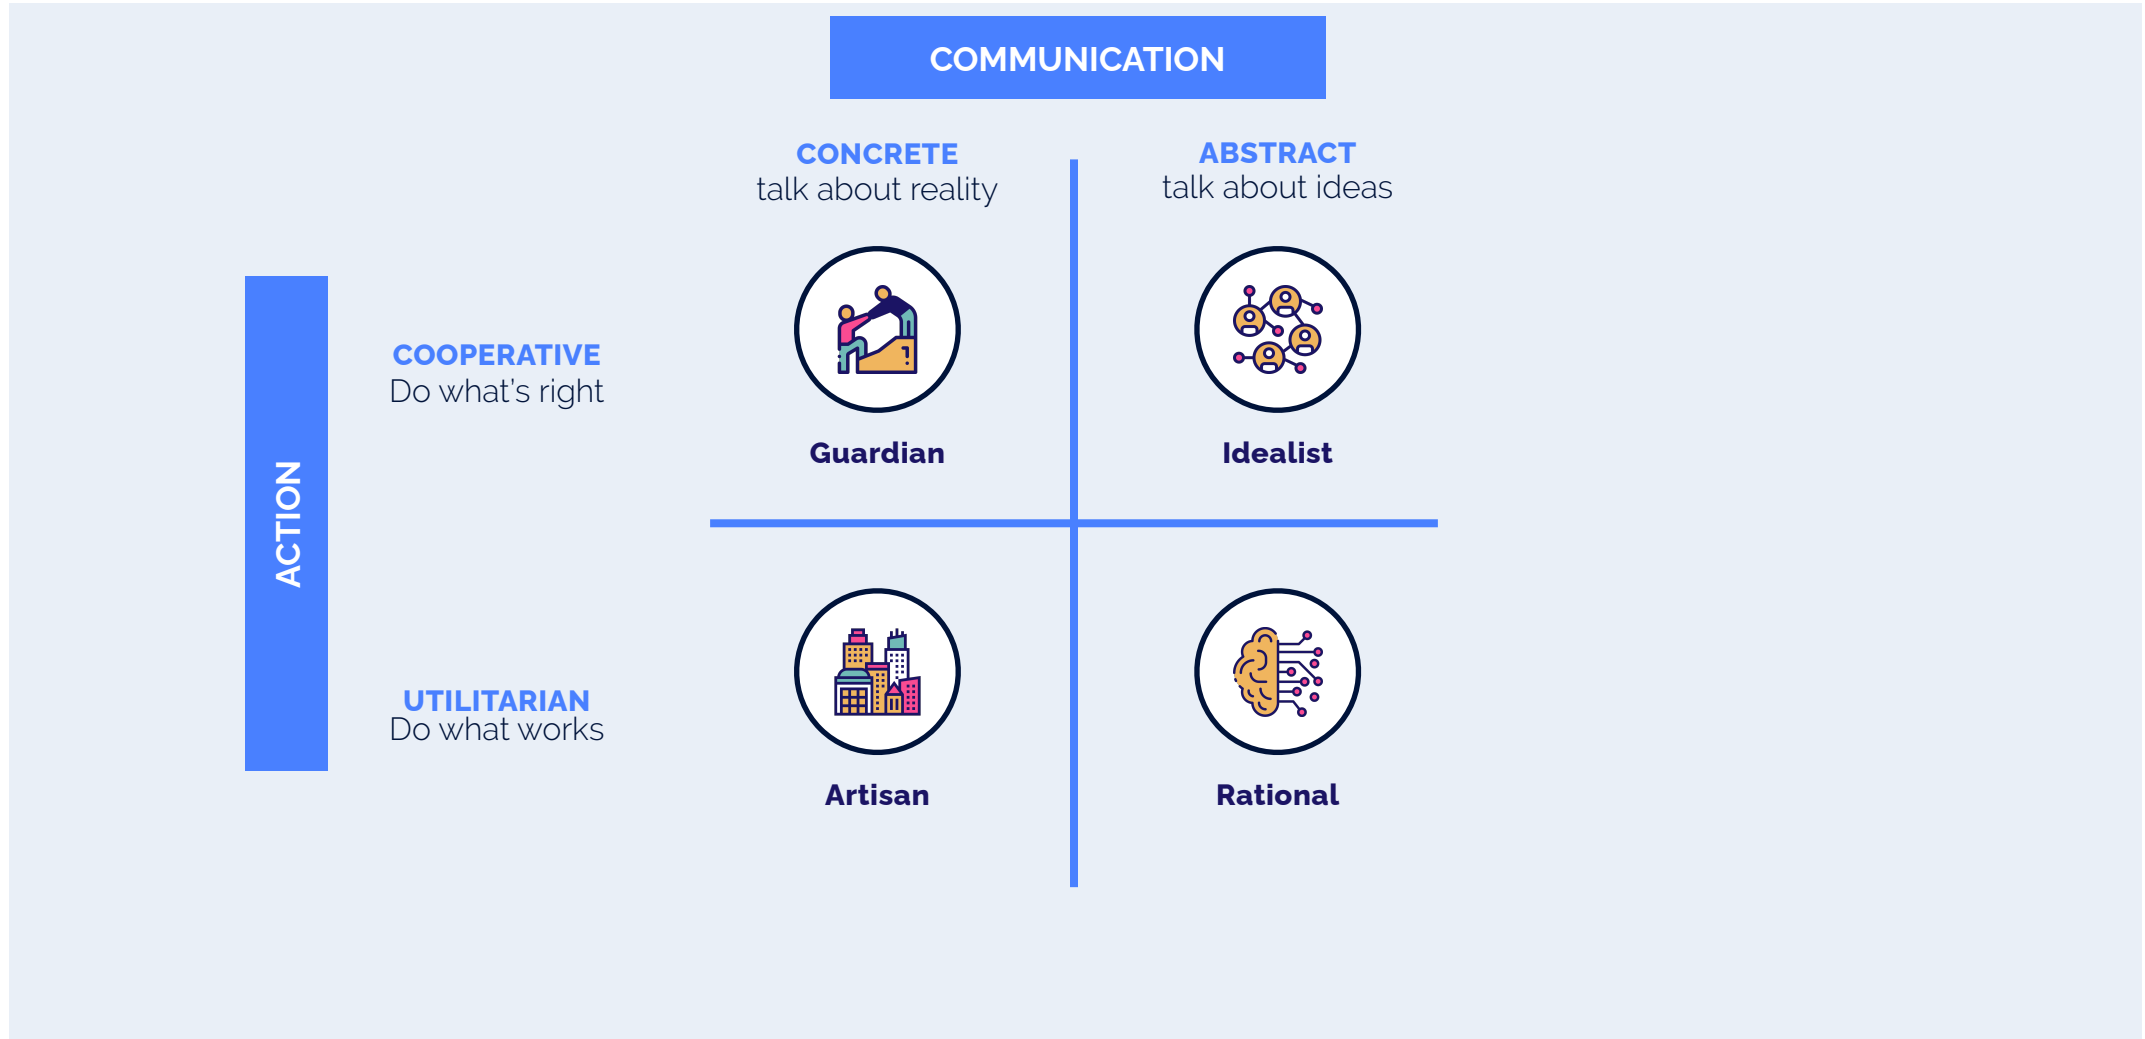 COMMUNICATION
CONCRETE
talk about reality
ABSTRACT
talk about ideas
ACTION
COOPERATIVE
Do what's right
Guardian
Idealist
UTILITARIAN
Do what works
Artisan
Rational